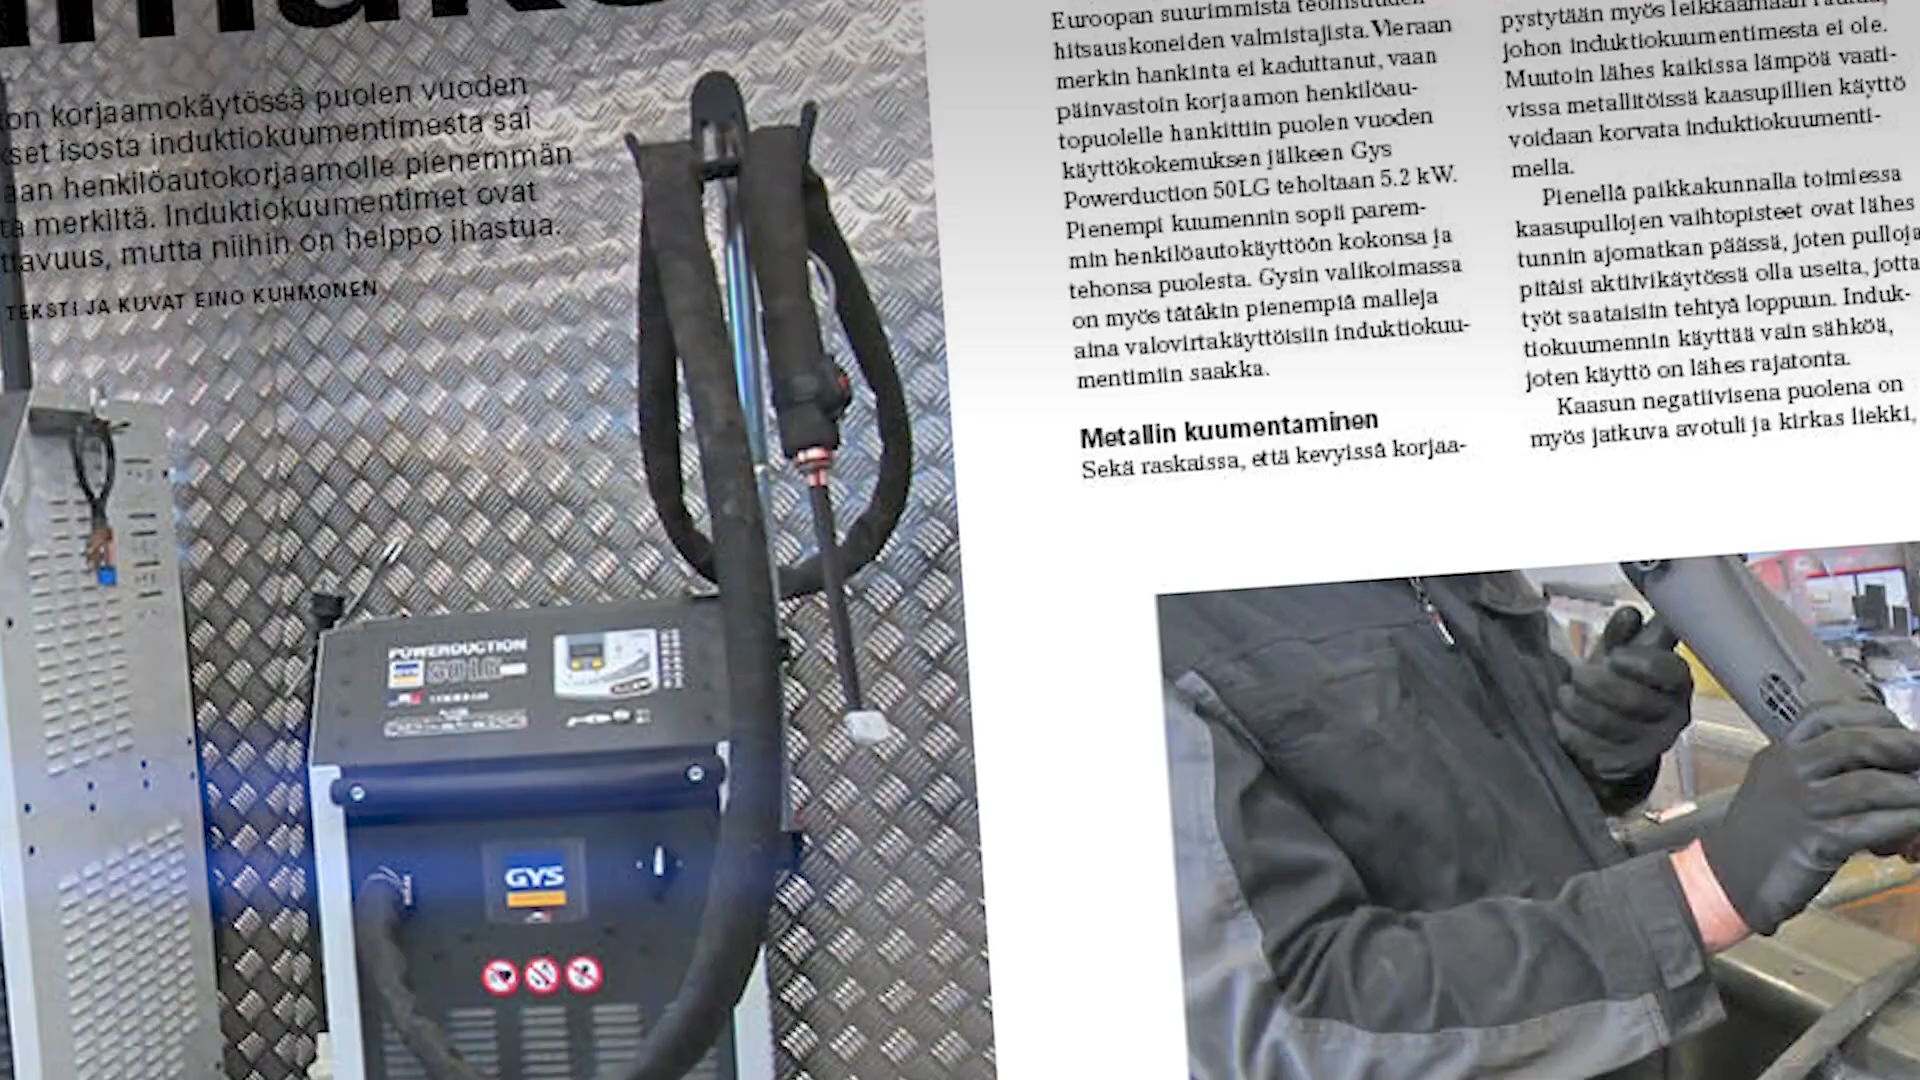 on korjaamokäytössä puolen vuoden
set isosta induktiokuumentimesta sai
aan henkilöautokorjaamolle pienemmän
ta merkiltä. Induktiokuumentimet ovat
ttavuus, mutta niihin on helppo ihastua.
TEKSTI JA KUVAT EINO KUHMONEN
POWERDUCTION
50LG
GYS
Euroopan suurimmista teollisuuden
hitsauskoneiden valmistajista. Vieraan
merkin hankinta ei kaduttanut, vaan
päinvastoin korjaamon henkilöau-
topuolelle hankittiin puolen vuoden
käyttökokemuksen jälkeen Gys
Powerduction 50LG teholtaan 5.2 kW.
Pienempi kuumennin sopii parem-
min henkilöautokäyttöön kokonsa ja
tehonsa puolesta. Gysin valikoimassa
on myös tätäkin pienempiä malleja
aina valovirtakäyttöisiin induktiokuu-
mentimiin saakka.
Metallin kuumentaminen
Sekä raskaissa, että kevyissä korjaa-
pystytään myös leikkaamaan
johon induktiokuumentimesta ei ole.
Muutoin lähes kaikissa lämpöä vaati-
vissa metallitöissä kaasupillien käyttö
voidaan korvata induktiokuumenti-
mella.
Pienellä paikkakunnalla toimiessa
kaasupullojen vaihtopisteet ovat lähes
tunnin ajomatkan päässä, joten pulloja
pitäisi aktiivikäytössä olla useita, jotta
työt saataisiin tehtyä loppuun. Induk-
tiokuumennin käyttää vain sähköä,
joten käyttö on lähes rajatonta.
Kaasun negatiivisena puolena on
myös jatkuva avotuli ja kirkas liekki,